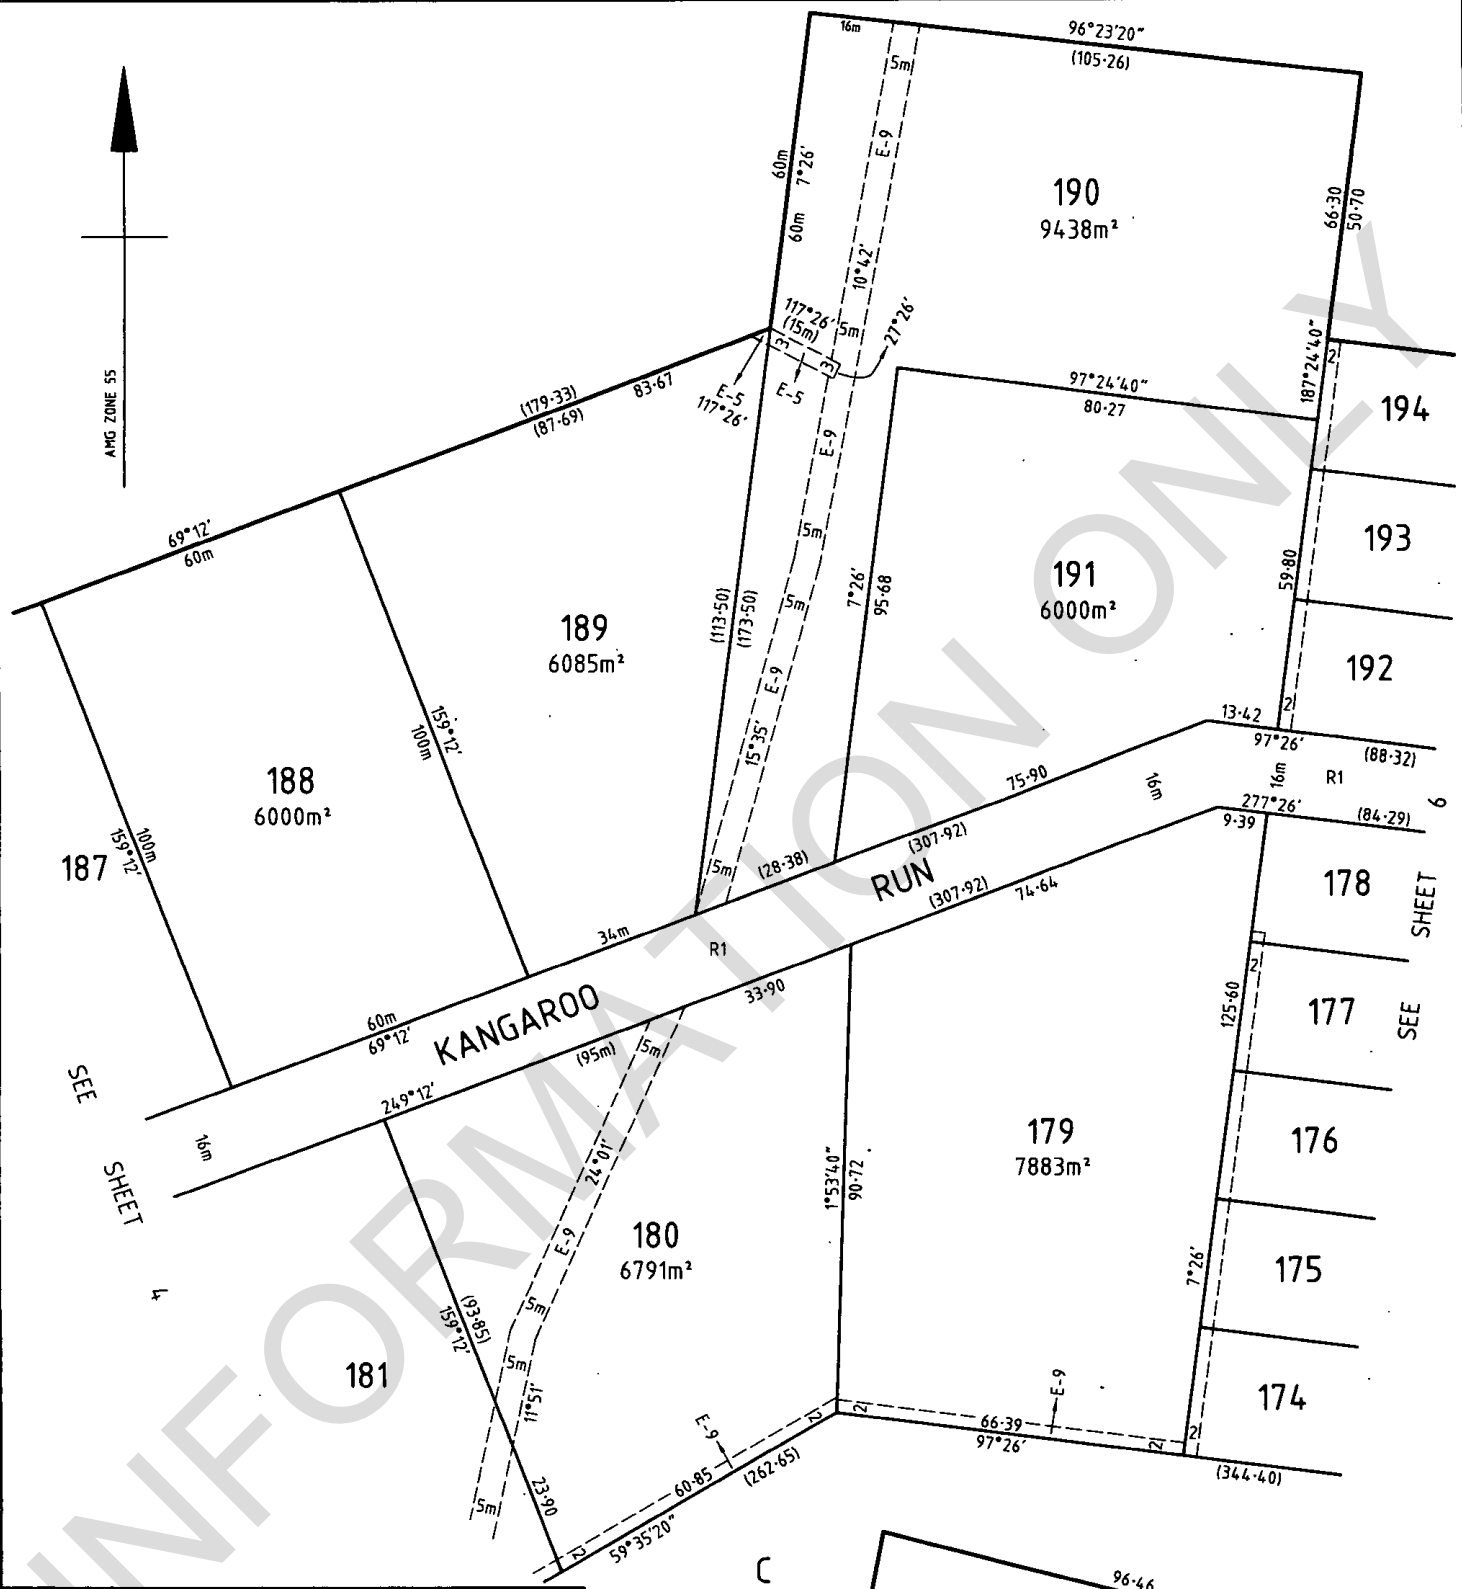 16m
96°23'20"
(105·26)
5m
E-9
60m
7°26'
60m
190
9438m²
66·30
50·70
10°42'
117°26'
(15m)
5m
27°26'
3
3
E-5
117°26'
E-5
AMG ZONE 55
(179·33)
83·67
(87·69)
97°24'40"
80·27
187°24'40"
2
194
69°12'
60m
E-9
5m
193
191
6000m²
5m
7°26'
95·68
59·80
189
6085m²
(113·50)
(173·50)
192
E-9
2
159°12'
100m
15°35'
13·42
97°26'
(88·32)
188
6000m²
75·90
16m
16m
R1
277°26'
(84·29)
6
9·39
100m
159°12'
187
5m
(28·38)
(307·92)
RUN
(307·92)
74·64
178
SEE SHEET
34m
R1
33·90
2
60m
69°12'
KANGAROO
125·60
177
(95m)
5m
SEE
SHEET
4
249°12'
16m
179
7883m²
176
24°01'
1°53'40"
90·72
180
6791m²
E-9
7°26'
175
5m
(93·85)
159°12'
181
5m
11°51'
E-9
174
E-9
2
2
66·39
97°26'
2
2
(344·40)
60·85
(262·65)
5m
23·90
2
59°35'20"
C
96·46
INFORMATION ONLY